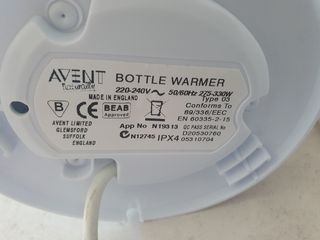 AVENT
naturally
BOTTLE WARMER
220-240V ~ 50/60Hz 275-330W
MADE IN ENGLAND
Type 03
Conforms To
89/336/EEC
EN 60335-2-15
B
BEAB
Approved
App No N19313
QC PASS Serial No
D20530760
AVENT LIMITED
GLEMSFORD
SUFFOLK
ENGLAND
N12745 IPX4 05310704